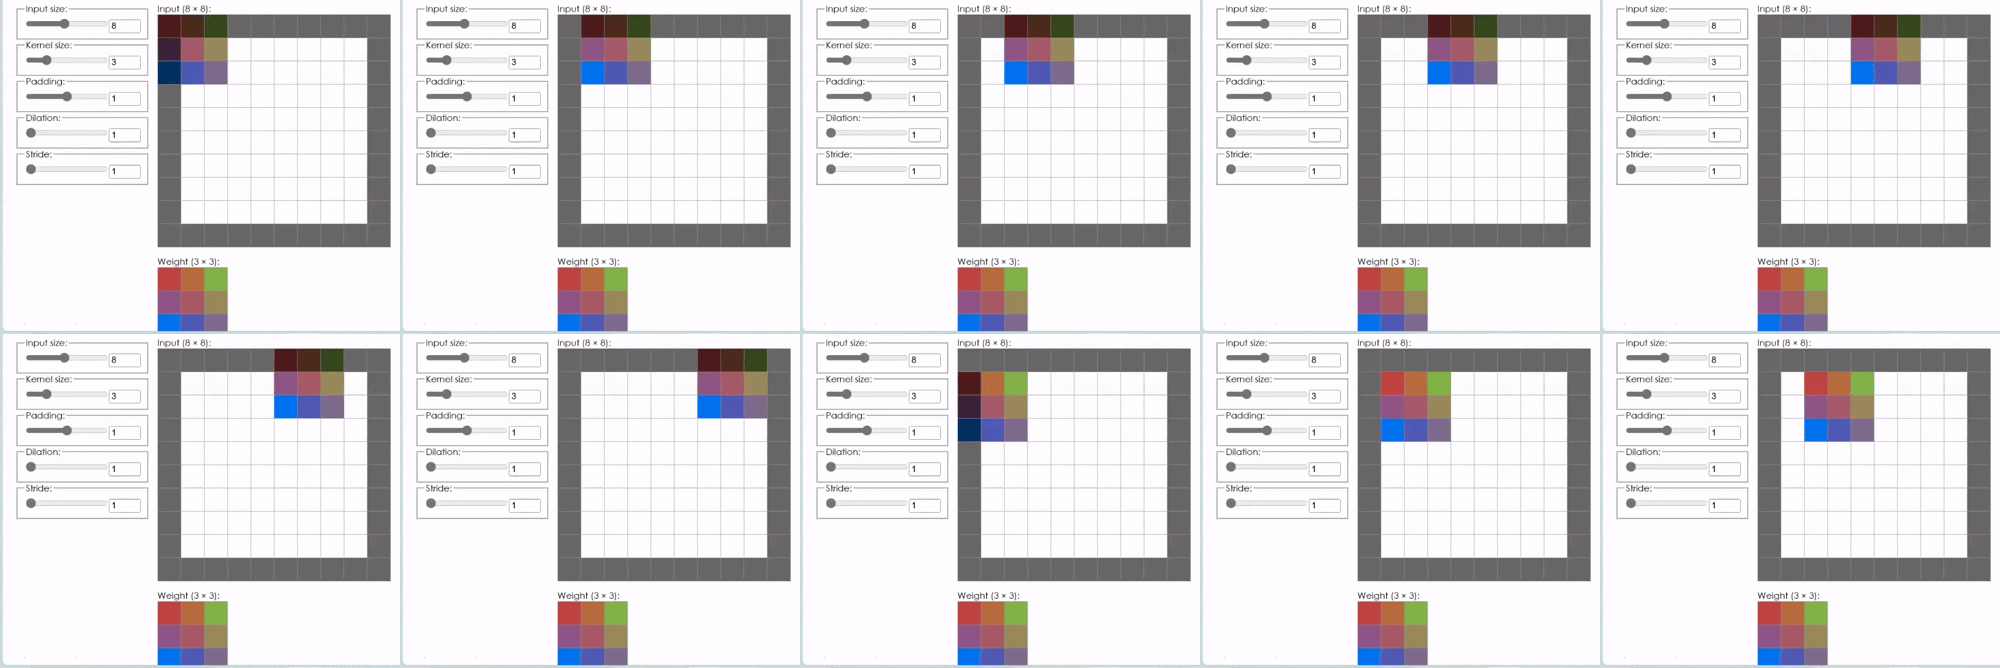 Input size:
8
Kernel size:
3
Padding:
1
Dilation:
1
Stride:
1
Input (8 × 8):
Weight (3 × 3):
Input size:
8
Kernel size:
3
Padding:
1
Dilation:
1
Stride:
1
Input (8 × 8):
Weight (3 × 3):
Input size:
8
Kernel size:
3
Padding:
1
Dilation:
1
Stride:
1
Input (8 × 8):
Weight (3 × 3):
Input size:
8
Kernel size:
3
Padding:
1
Dilation:
1
Stride:
1
Input (8 × 8):
Weight (3 × 3):
Input size:
8
Kernel size:
3
Padding:
1
Dilation:
1
Stride:
1
Input (8 × 8):
Weight (3 × 3):
Input size:
8
Kernel size:
3
Padding:
1
Dilation:
1
Stride:
1
Input (8 × 8):
Weight (3 × 3):
Input size:
8
Kernel size:
3
Padding:
1
Dilation:
1
Stride:
1
Input (8 × 8):
Weight (3 × 3):
Input size:
8
Kernel size:
3
Padding:
1
Dilation:
1
Stride:
1
Input (8 × 8):
Weight (3 × 3):
Input size:
8
Kernel size:
3
Padding:
1
Dilation:
1
Stride:
1
Input (8 × 8):
Weight (3 × 3):
Input size:
8
Kernel size:
3
Padding:
1
Dilation:
1
Stride:
1
Input (8 × 8):
Weight (3 × 3):